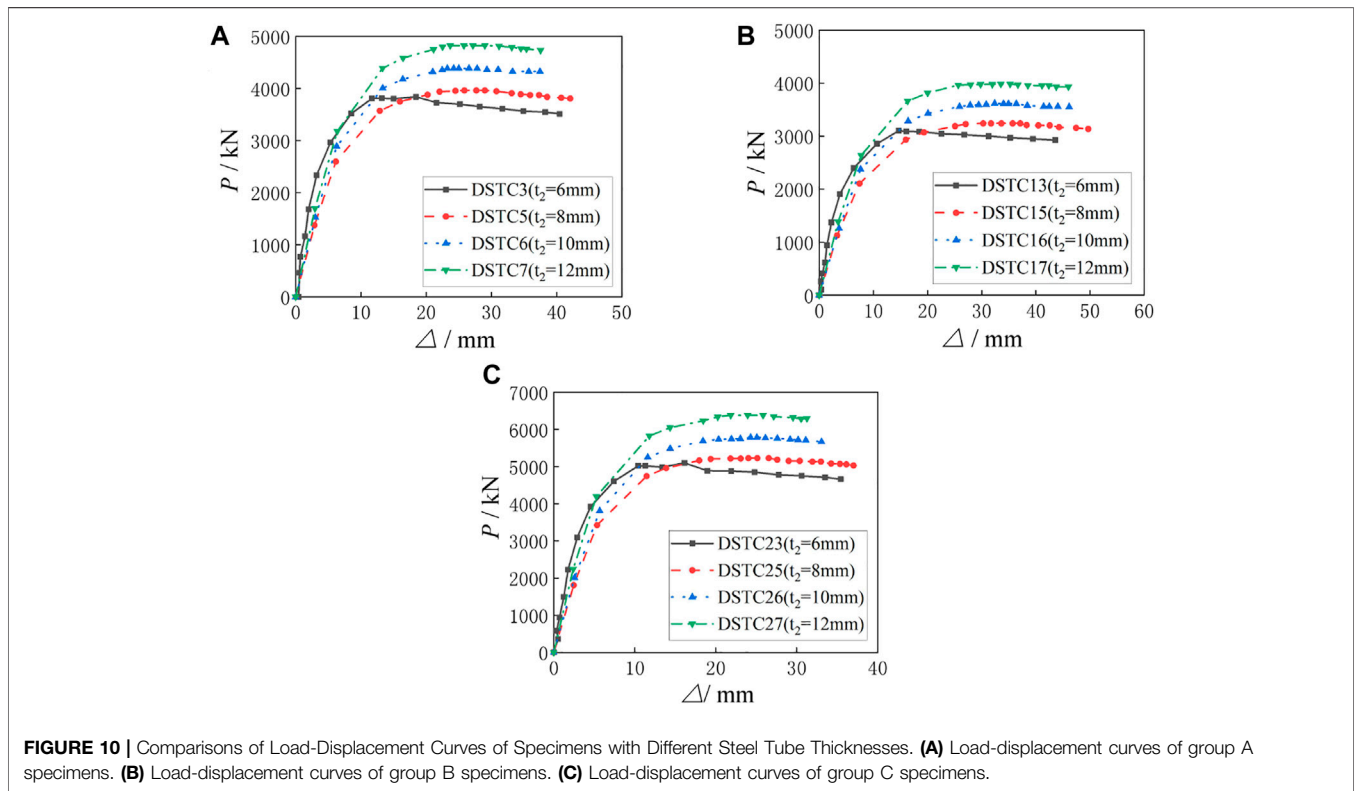 A
P / kN
5000
4000
3000
2000
1000
0
DSTC3(t₂=6mm)
DSTC5(t₂=8mm)
DSTC6(t₂=10mm)
DSTC7(t₂=12mm)
0 10 20 30 40 50
△ / mm
B
P / kN
5000
4000
3000
2000
1000
0
DSTC13(t₂=6mm)
DSTC15(t₂=8mm)
DSTC16(t₂=10mm)
DSTC17(t₂=12mm)
0 10 20 30 40 50 60
△ / mm
C
P / kN
7000
6000
5000
4000
3000
2000
1000
0
DSTC23(t₂=6mm)
DSTC25(t₂=8mm)
DSTC26(t₂=10mm)
DSTC27(t₂=12mm)
0 10 20 30 40
△/ mm
FIGURE 10 | Comparisons of Load-Displacement Curves of Specimens with Different Steel Tube Thicknesses. (A) Load-displacement curves of group A
specimens. (B) Load-displacement curves of group B specimens. (C) Load-displacement curves of group C specimens.